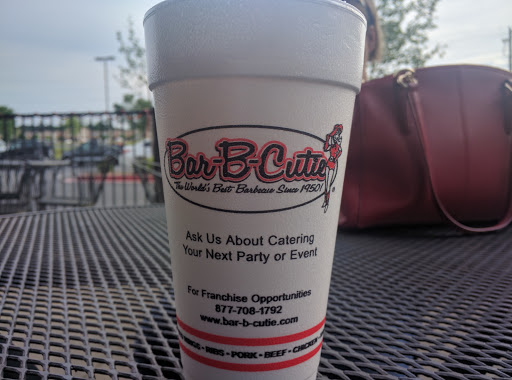 Bar-B-Cutie
The World's Best Barbecue Since 1950!
Ask Us About Catering
Your Next Party or Event
For Franchise Opportunities
877-708-1792
www.bar-b-cutie.com
RIBS • PORK • BEEF • CHICKEN